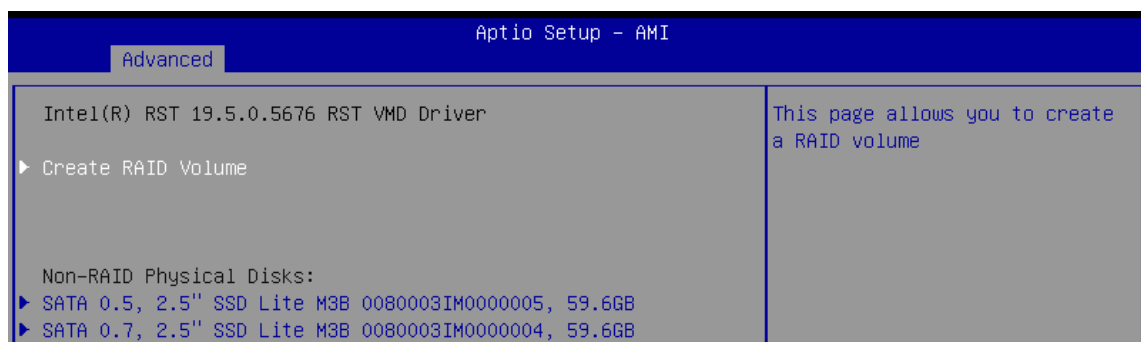 Aptio Setup – AMI
Advanced
Intel(R) RST 19.5.0.5676 RST VMD Driver
Create RAID Volume
Non-RAID Physical Disks:
SATA 0.5, 2.5" SSD Lite M3B 0080003IM0000005, 59.6GB
SATA 0.7, 2.5" SSD Lite M3B 0080003IM0000004, 59.6GB
This page allows you to create
a RAID volume